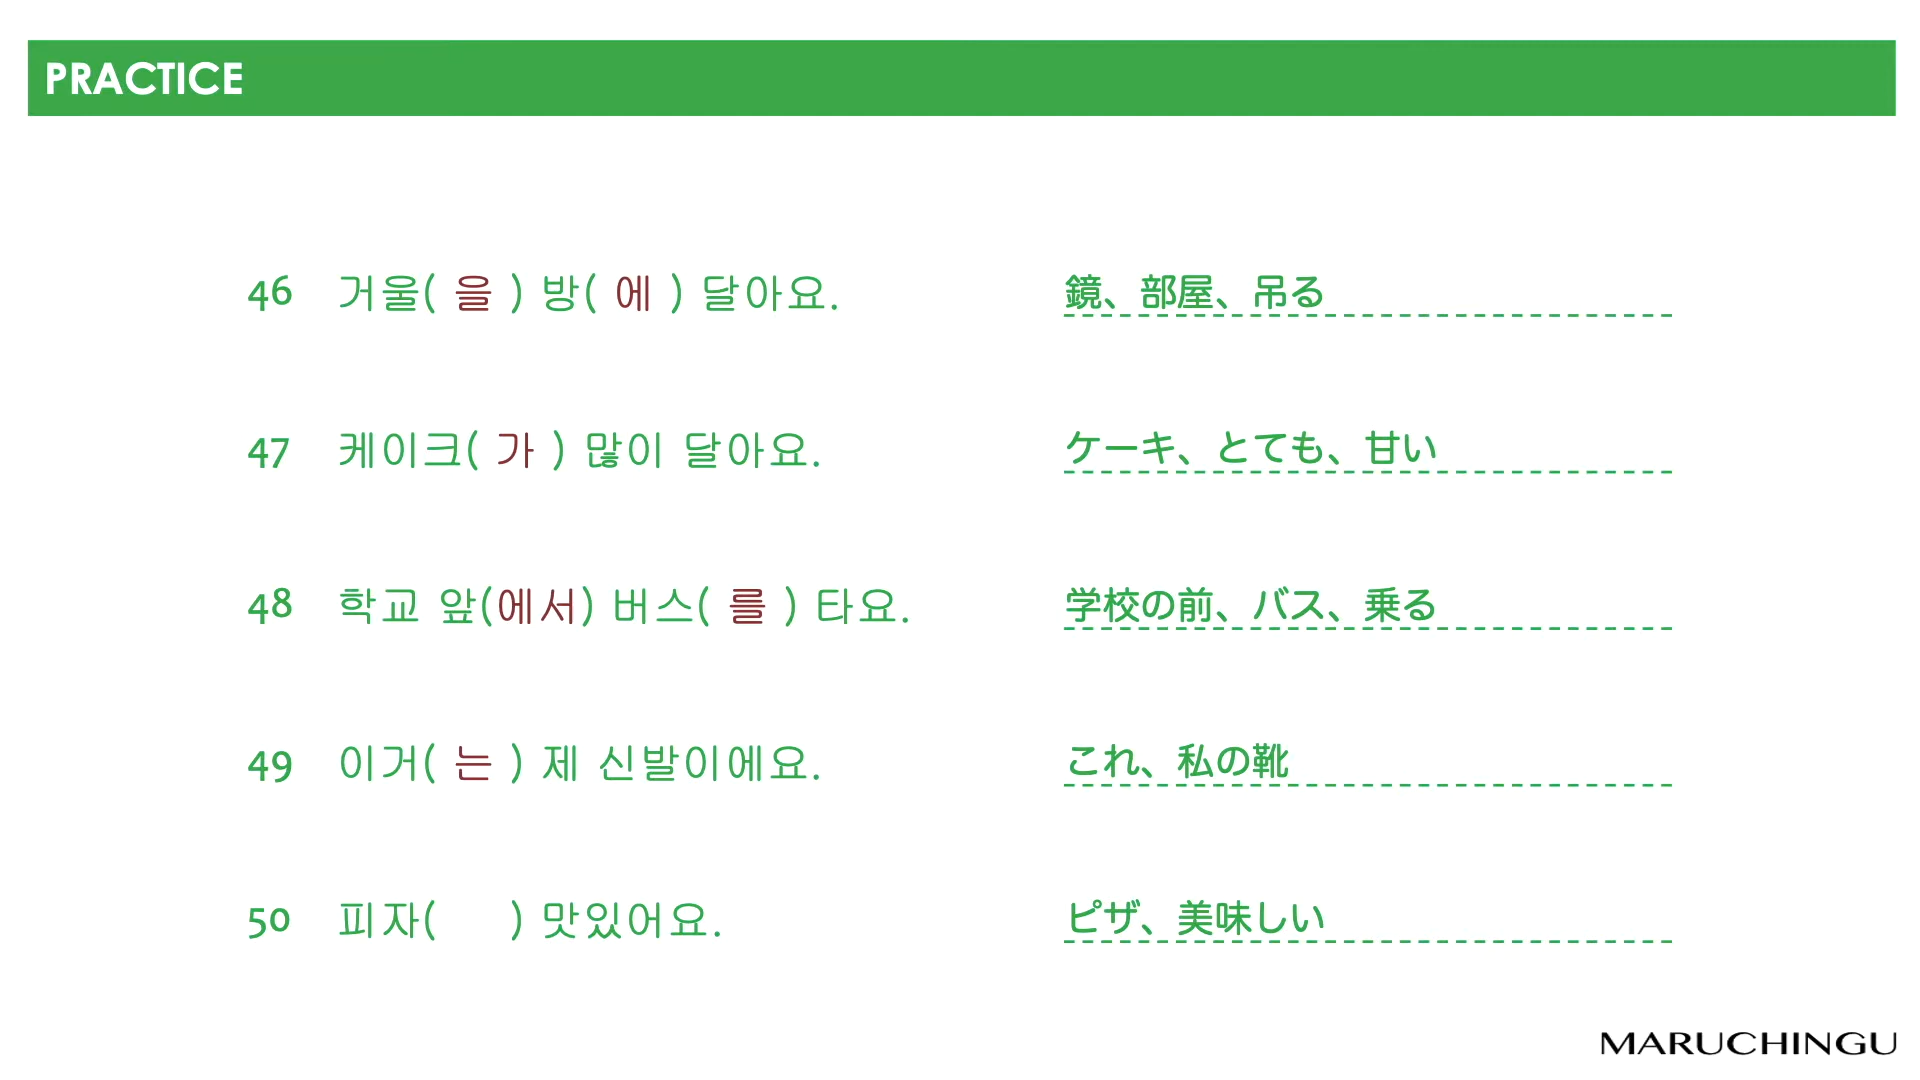 PRACTICE
46 거울( 을 ) 방( 에 ) 달아요. 鏡、部屋、吊る
47 케이크( 가 ) 많이 달아요. ケーキ、とても、甘い
48 학교 앞(에서) 버스( 를 ) 타요. 学校の前、バス、乗る
49 이거( 는 ) 제 신발이에요. これ、私の靴
50 피자( ) 맛있어요. ピザ、美味しい
MARUCHINGU